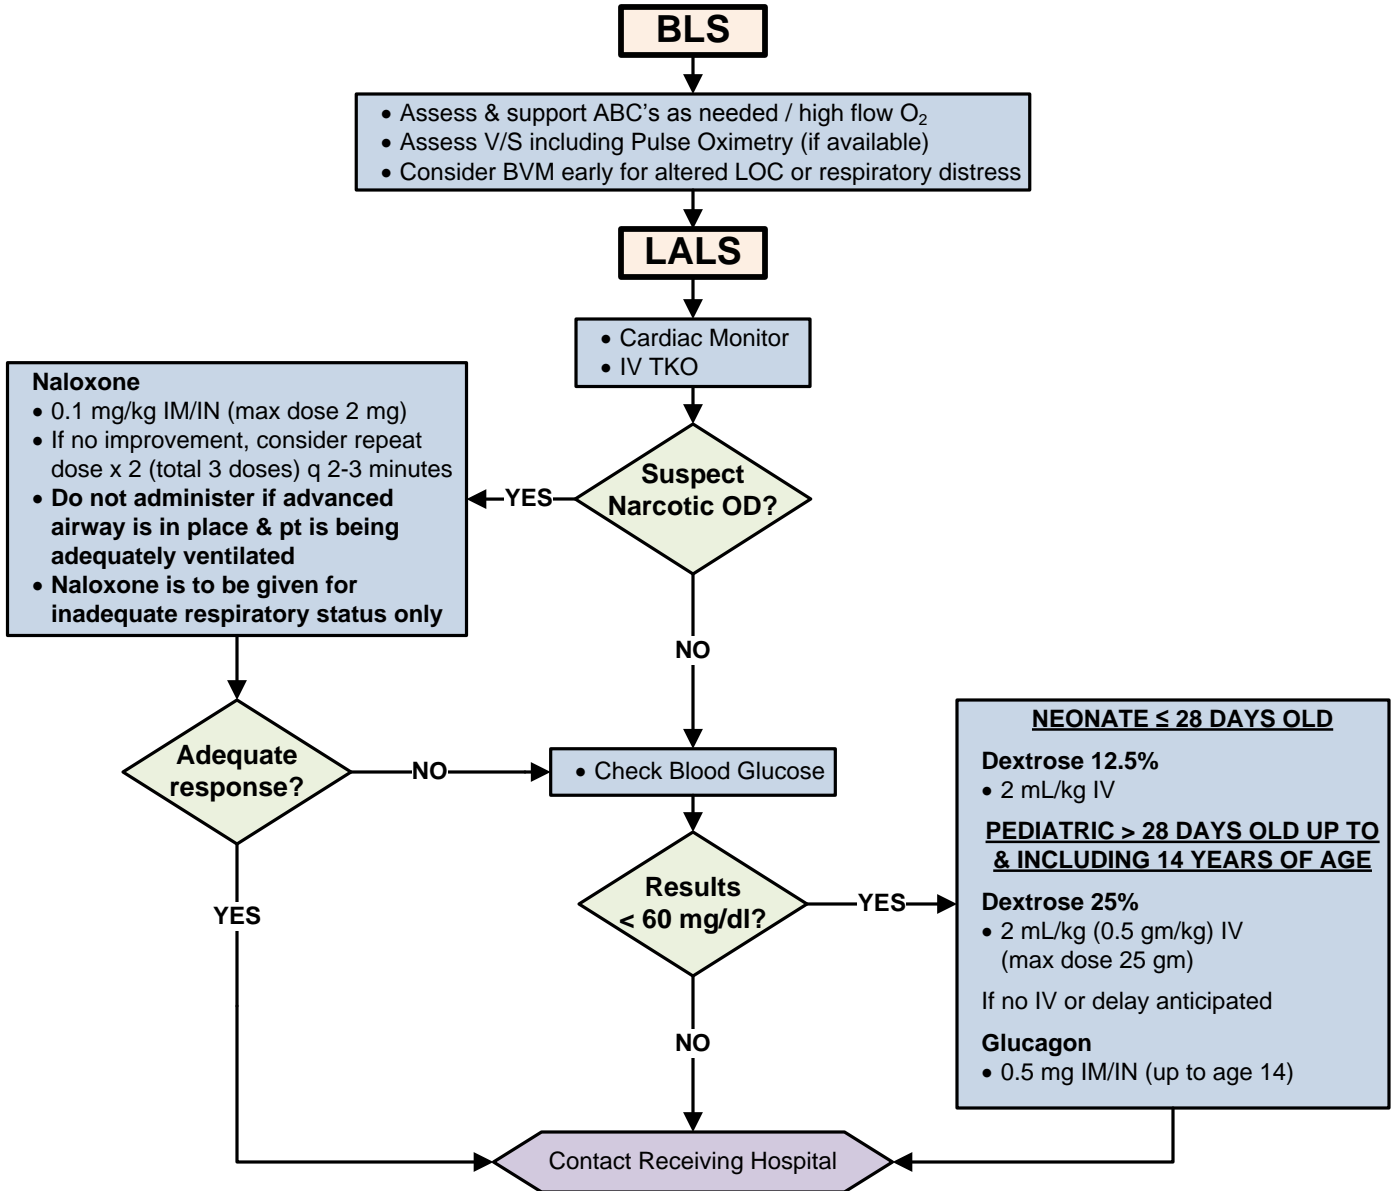 BLS
• Assess & support ABC's as needed / high flow O₂
• Assess V/S including Pulse Oximetry (if available)
• Consider BVM early for altered LOC or respiratory distress
LALS
• Cardiac Monitor
• IV TKO
Suspect
Narcotic OD?
YES
Naloxone
• 0.1 mg/kg IM/IN (max dose 2 mg)
• If no improvement, consider repeat
dose x 2 (total 3 doses) q 2-3 minutes
• Do not administer if advanced
airway is in place & pt is being
adequately ventilated
• Naloxone is to be given for
inadequate respiratory status only
NO
Adequate
response?
NO
• Check Blood Glucose
YES
Results
< 60 mg/dl?
YES
NEONATE ≤ 28 DAYS OLD
Dextrose 12.5%
• 2 mL/kg IV
PEDIATRIC > 28 DAYS OLD UP TO
& INCLUDING 14 YEARS OF AGE
Dextrose 25%
• 2 mL/kg (0.5 gm/kg) IV
(max dose 25 gm)
If no IV or delay anticipated
Glucagon
• 0.5 mg IM/IN (up to age 14)
NO
Contact Receiving Hospital